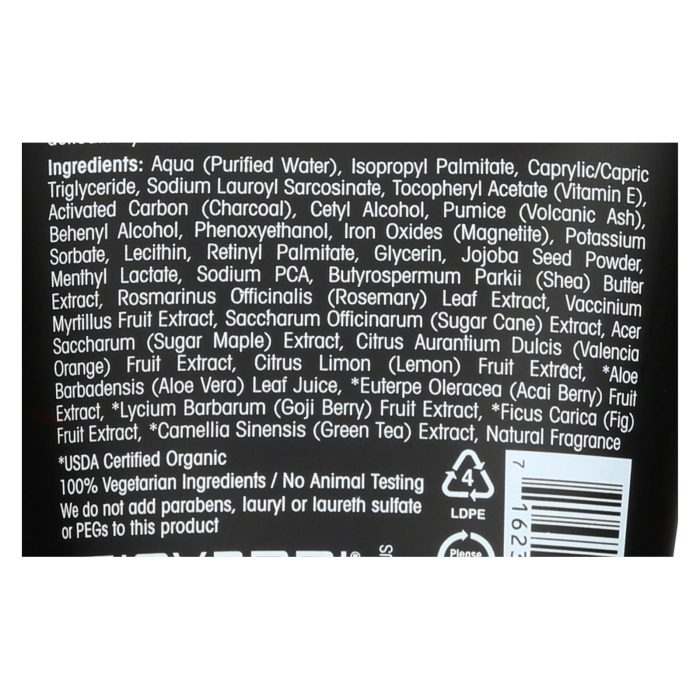 Ingredients: Aqua (Purified Water), Isopropyl Palmitate, Caprylic/Capric
Triglyceride, Sodium Lauroyl Sarcosinate, Tocopheryl Acetate (Vitamin E),
Activated Carbon (Charcoal), Cetyl Alcohol, Pumice (Volcanic Ash),
Behenyl Alcohol, Phenoxyethanol, Iron Oxides (Magnetite), Potassium
Sorbate, Lecithin, Retinyl Palmitate, Glycerin, Jojoba Seed Powder,
Menthyl Lactate, Sodium PCA, Butyrospermum Parkii (Shea) Butter
Extract, Rosmarinus Officinalis (Rosemary) Leaf Extract, Vaccinium
Myrtillus Fruit Extract, Saccharum Officinarum (Sugar Cane) Extract, Acer
Saccharum (Sugar Maple) Extract, Citrus Aurantium Dulcis (Valencia
Orange) Fruit Extract, Citrus Limon (Lemon) Fruit Extract, *Aloe
Barbadensis (Aloe Vera) Leaf Juice, *Euterpe Oleracea (Acai Berry) Fruit
Extract, *Lycium Barbarum (Goji Berry) Fruit Extract, *Ficus Carica (Fig)
Fruit Extract, *Camellia Sinensis (Green Tea) Extract, Natural Fragrance
*USDA Certified Organic
100% Vegetarian Ingredients / No Animal Testing
We do not add parabens, lauryl or laureth sulfate
or PEGs to this product
4
LDPE
Please
7 1623